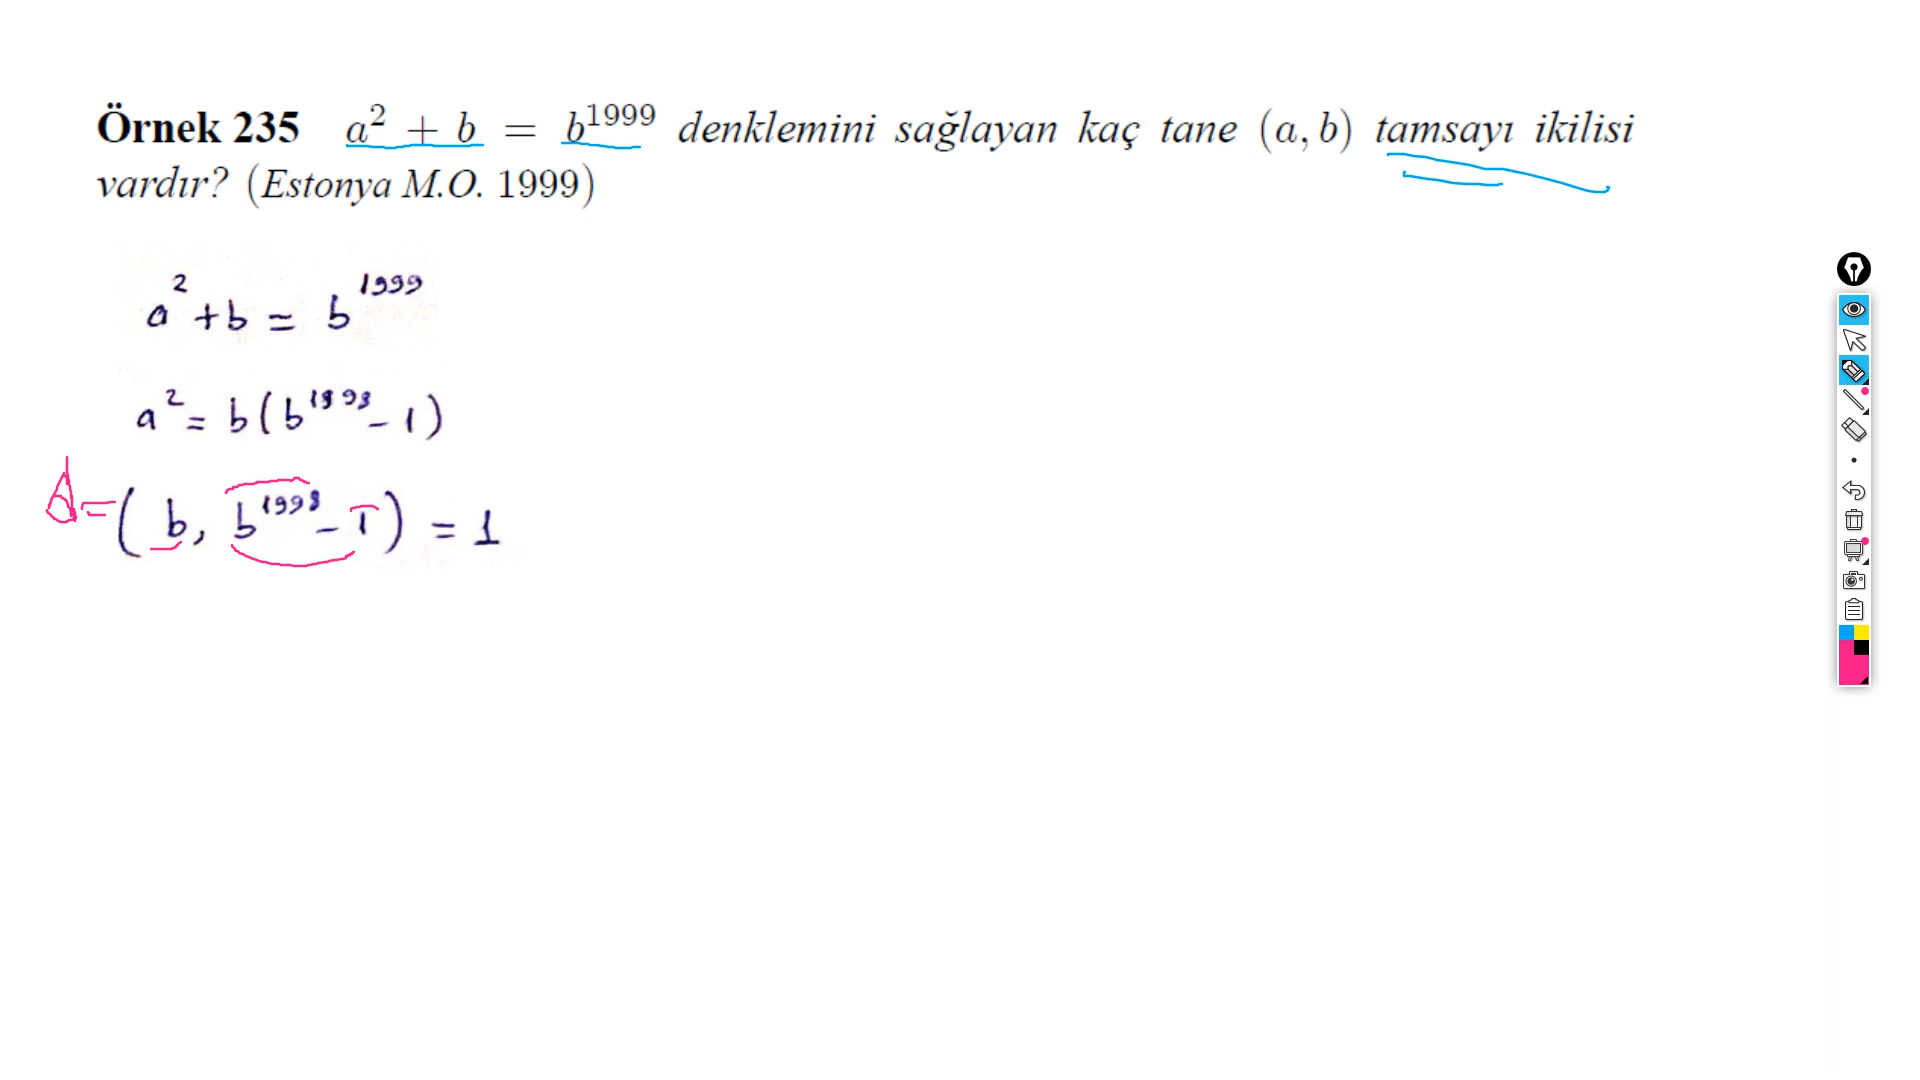 Örnek 235 a² + b = b¹⁹⁹⁹ denklemini sağlayan kaç tane (a, b) tamsayı ikilisi
vardır? (Estonya M.O. 1999)
a² + b = b¹⁹⁹⁹
a² = b(b¹⁹⁹⁸ - 1)
d = (b, b¹⁹⁹⁸ - 1) = 1